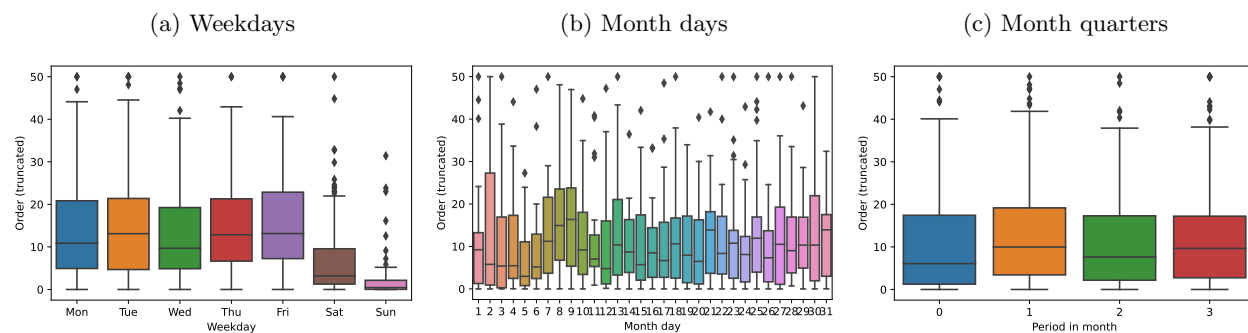 (a) Weekdays
(b) Month days
(c) Month quarters
Order (truncated)
50
40
30
20
10
0
Mon Tue Wed Thu Fri Sat Sun
Weekday
Order (truncated)
50
40
30
20
10
0
1 2 3 4 5 6 7 8 9 10 11 12 13 14 15 16 17 18 19 20 21 22 23 24 25 26 27 28 29 30 31
Month day
Order (truncated)
50
40
30
20
10
0
0 1 2 3
Period in month